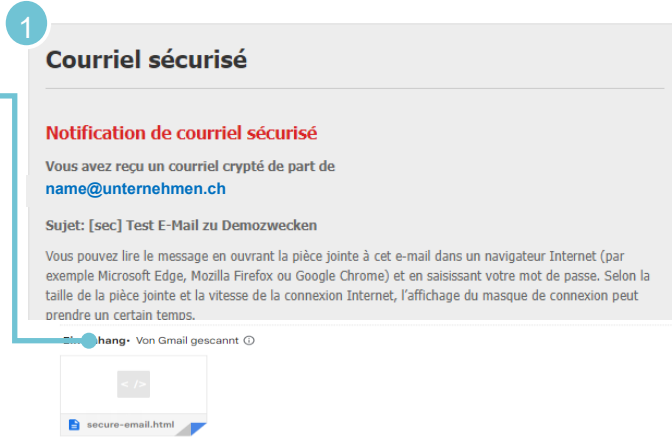 1
Courriel sécurisé
Notification de courriel sécurisé
Vous avez reçu un courriel crypté de part de
name@unternehmen.ch
Sujet: [sec] Test E-Mail zu Demozwecken
Vous pouvez lire le message en ouvrant la pièce jointe à cet e-mail dans un navigateur Internet (par
exemple Microsoft Edge, Mozilla Firefox ou Google Chrome) et en saisissant votre mot de passe. Selon la
taille de la pièce jointe et la vitesse de la connexion Internet, l'affichage du masque de connexion peut
prendre un certain temps.
hang• Von Gmail gescannt
</>
secure-email.html